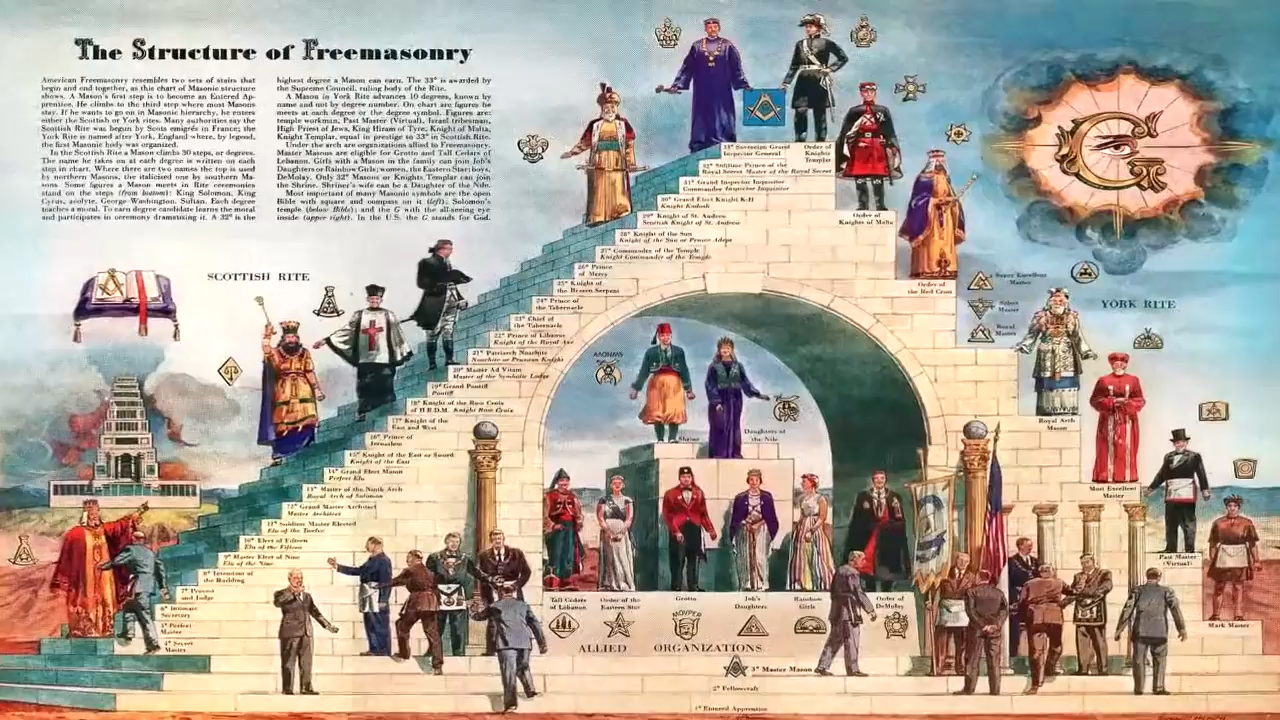 The Structure of Freemasonry
American Freemasonry resembles two sets of stairs that
begin and end together, as this chart of Masonic structure
shows. A Mason's first step is to become an Entered Ap-
prentice. He climbs to the third step where most Masons
stay. If he wants to go on in Masonic hierarchy, he enters
either the Scottish or York rites. Many authorities say the
Scottish Rite was begun by Scots emigrés in France; the
York Rite is named after York, England where, by legend,
the first Masonic body was organized.
In the Scottish Rite a Mason climbs 30 steps, or degrees.
The name he takes on at each degree is written on each
step in chart. Where there are two names the top is used
by northern Masons, the italicized one by southern Ma-
sons. Some figures a Mason meets in Rite ceremonies
stand on the steps (from bottom): King Solomon, King
Cyrus, acolyte, George Washington, Sultan. Each degree
teaches a moral. To earn degree candidate learns the moral
and participates in ceremony dramatizing it. A 32° is the
highest degree a Mason can earn. The 33° is awarded by
the Supreme Council, ruling body of the Rite.
A Mason in York Rite advances 10 degrees, known by
name and not by degree number. On chart are figures he
meets at each degree or the degree symbol. Figures are:
temple workman, Past Master (Virtual), Israel tribesman,
High Priest of Jews, King Hiram of Tyre, Knight of Malta,
Knight Templar, equal in prestige to 33° in Scottish Rite.
Under the arch are organizations allied to Freemasonry.
Master Masons are eligible for Grotto and Tall Cedars of
Lebanon. Girls with a Mason in the family can join Job's
Daughters or Rainbow Girls; women, the Eastern Star; boys,
DeMolay. Only 32° Masons or Knights Templar can join
the Shrine. Shriner's wife can be a Daughter of the Nile.
Most important of many Masonic symbols are the open
Bible with square and compass on it (left); Solomon's
temple (below Bible); and the G with the all-seeing eye
inside (upper right). In the U.S. the G stands for God.
G
SCOTTISH RITE
YORK RITE
33° Sovereign Grand
Inspector General
32° Sublime Prince of the
Royal Secret Master of the Royal Secret
31° Grand Inspector Inquisitor
Commander Inspector Inquisitor
30° Grand Elect Knight K-H
Knight Kadosh
29° Knight of St. Andrew
Scottish Knight of St. Andrew
28° Knight of the Sun
Knight of the Sun or Prince Adept
27° Commander of the Temple
Knight Commander of the Temple
26° Prince
of Mercy
25° Knight of
the Brazen Serpent
24° Prince of
the Tabernacle
23° Chief of
the Tabernacle
22° Prince of Libanus
Knight of the Royal Axe
21° Patriarch Noachite
Noachite or Prussian Knight
20° Master Ad Vitam
Master of the Symbolic Lodge
19° Grand Pontiff
Pontiff
18° Knight of the Rose Croix
of H.R.D.M. Knight Rose Croix
17° Knight of the
East and West
16° Prince of
Jerusalem
15° Knight of the East or Sword
Knight of the East
14° Grand Elect Mason
Perfect Elu
13° Master of the Ninth Arch
Royal Arch of Solomon
12° Grand Master Architect
Master Architect
11° Sublime Master Elected
Elu of the Twelve
10° Elect of Fifteen
Elu of the Fifteen
9° Master Elect of Nine
Elu of the Nine
8° Intendent of
the Building
7° Provost
and Judge
6° Intimate
Secretary
5° Perfect
Master
4° Secret
Master
Order of
Knights
Templar
Order of
Knights of Malta
Order of
the Red Cross
Super Excellent
Master
Select
Master
Royal
Master
Royal Arch
Mason
Most Excellent
Master
Past Master
(Virtual)
Mark Master
AAONMS
Shrine
Daughters of
the Nile
Tall Cedars
of Lebanon
Order of the
Eastern Star
Grotto
Job's
Daughters
Rainbow
Girls
Order of
DeMolay
MOVPER
ALLIED ORGANIZATIONS
3° Master Mason
2° Fellowcraft
1° Entered Apprentice